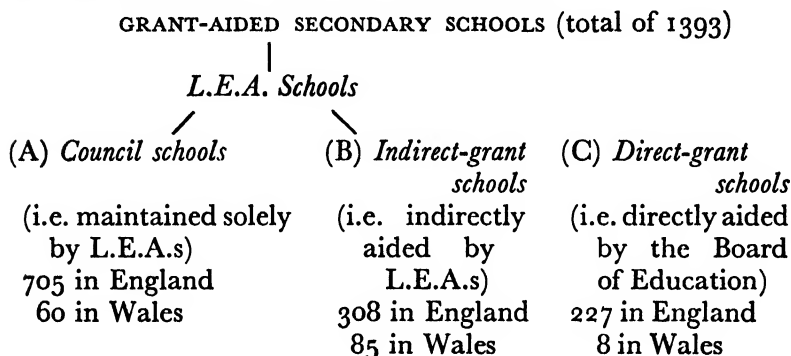 GRANT-AIDED SECONDARY SCHOOLS (total of 1393)
L.E.A. Schools
(A) Council schools
(i.e. maintained solely
by L.E.A.s)
705 in England
60 in Wales
(B) Indirect-grant
schools
(i.e. indirectly
aided by
L.E.A.s)
308 in England
85 in Wales
(C) Direct-grant
schools
(i.e. directly aided
by the Board
of Education)
227 in England
8 in Wales